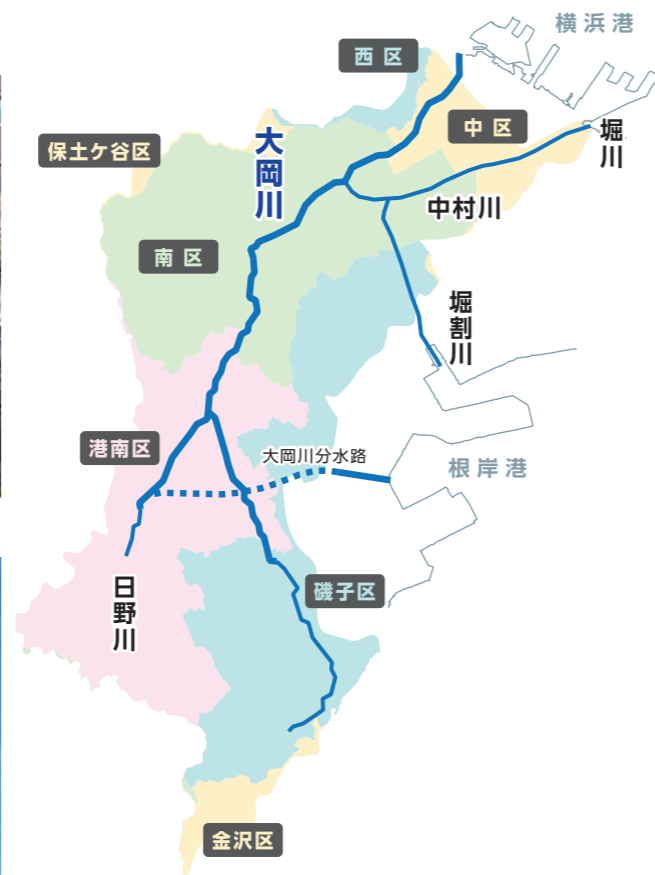 横浜港
西区
中区
堀川
保土ケ谷区
大岡川
中村川
南区
堀割川
港南区
大岡川分水路
根岸港
日野川
磯子区
金沢区